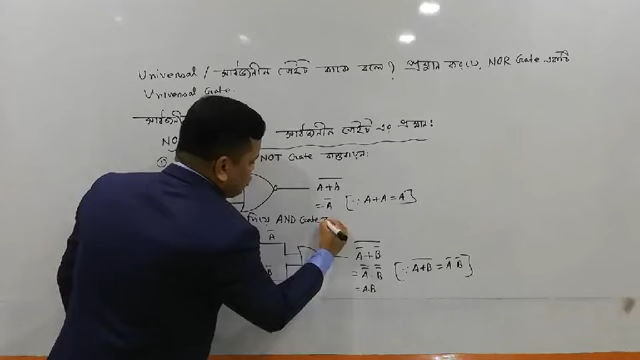 Universal / সার্বজনীন গেইট কাকে বলে? প্রমান কর যে, NOR Gate একটি
Universal Gate.
সার্বজনীন গেইট এর প্রমান:
NOT Gate বাস্তবায়ন:
A+A̅
= A̅ [∵ A+A = A]
দিয়ে AND Gate
A̅
A̅+B̅
B̅
= A̿ . B̿ [∵ A+B = A̅ B̅]
= AB